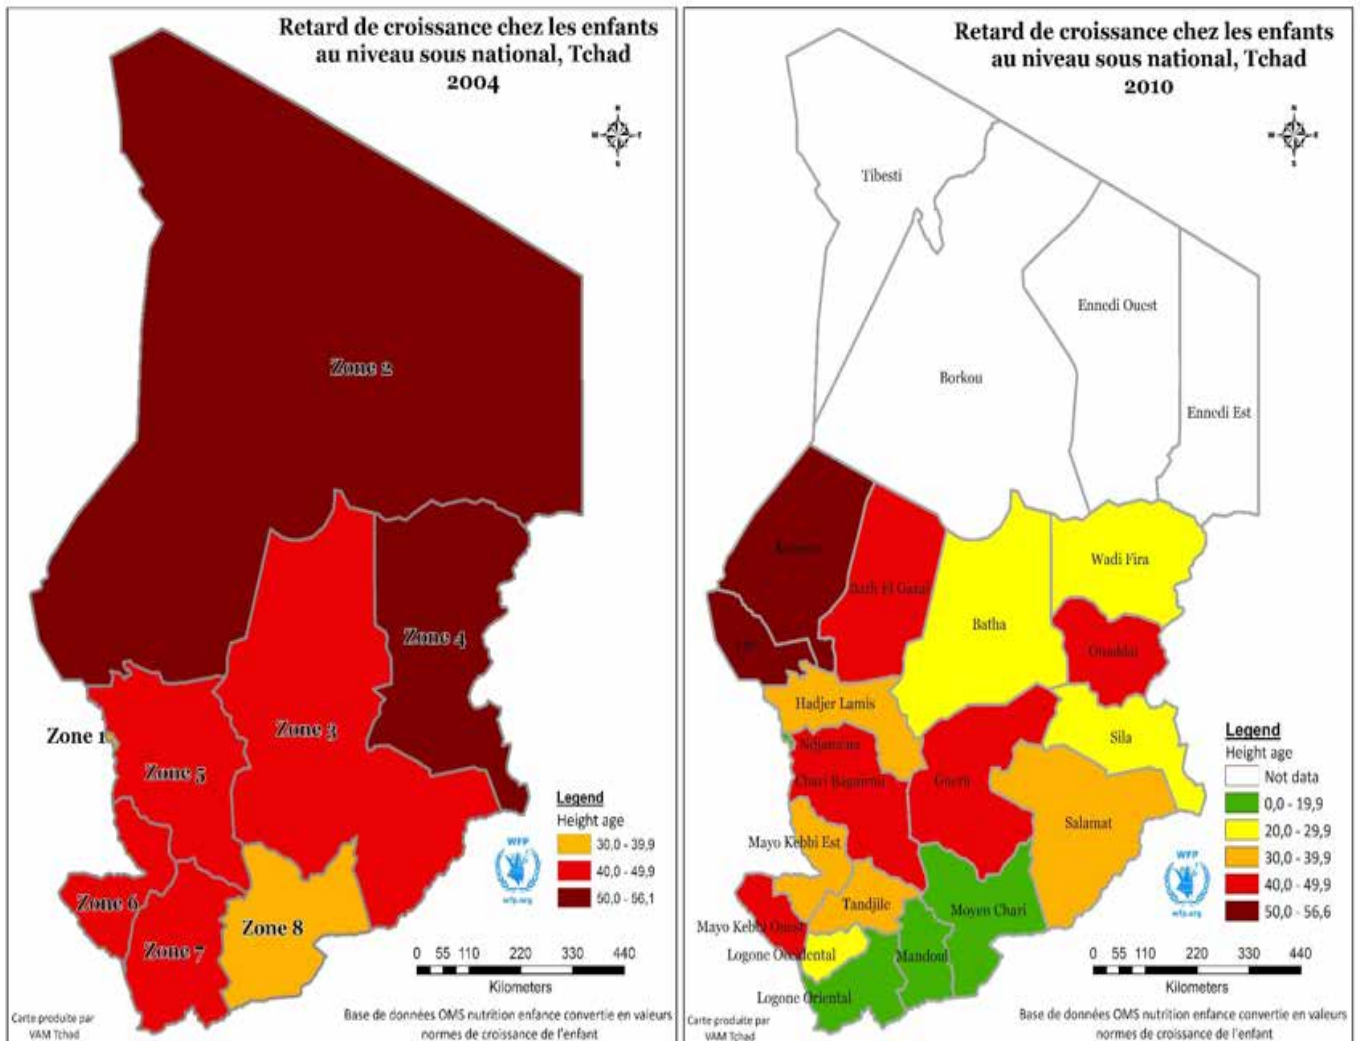 Retard de croissance chez les enfants
au niveau sous national, Tchad
2004
N
W
E
S
Zone 2
Zone 4
Zone 3
Zone 1
Zone 5
Zone 6
Zone 7
Zone 8
Legend
Height age
30,0 - 39,9
40,0 - 49,9
50,0 - 56,1
WFP
wfp.org
0 55 110 220 330 440
Kilometers
Carte produite par
VAM Tchad
Base de données OMS nutrition enfance convertie en valeurs
normes de croissance de l'enfant
Retard de croissance chez les enfants
au niveau sous national, Tchad
2010
N
W
E
S
Tibesti
Ennedi Ouest
Borkou
Ennedi Est
Wadi Fira
Barh El Gazal
Batha
Ouaddai
Hadjer Lamis
Sila
Ndjamena
Chari Baguirmi
Guera
Salamat
Mayo Kebbi Est
Tandjile
Moyen Chari
Mayo Kebbi Ouest
Logone Occidental
Mandoul
Logone Oriental
Legend
Height age
Not data
0,0 - 19,9
20,0 - 29,9
30,0 - 39,9
40,0 - 49,9
50,0 - 56,6
WFP
wfp.org
0 55 110 220 330 440
Kilometers
Carte produite par
VAM Tchad
Base de données OMS nutrition enfance convertie en valeurs
normes de croissance de l'enfant